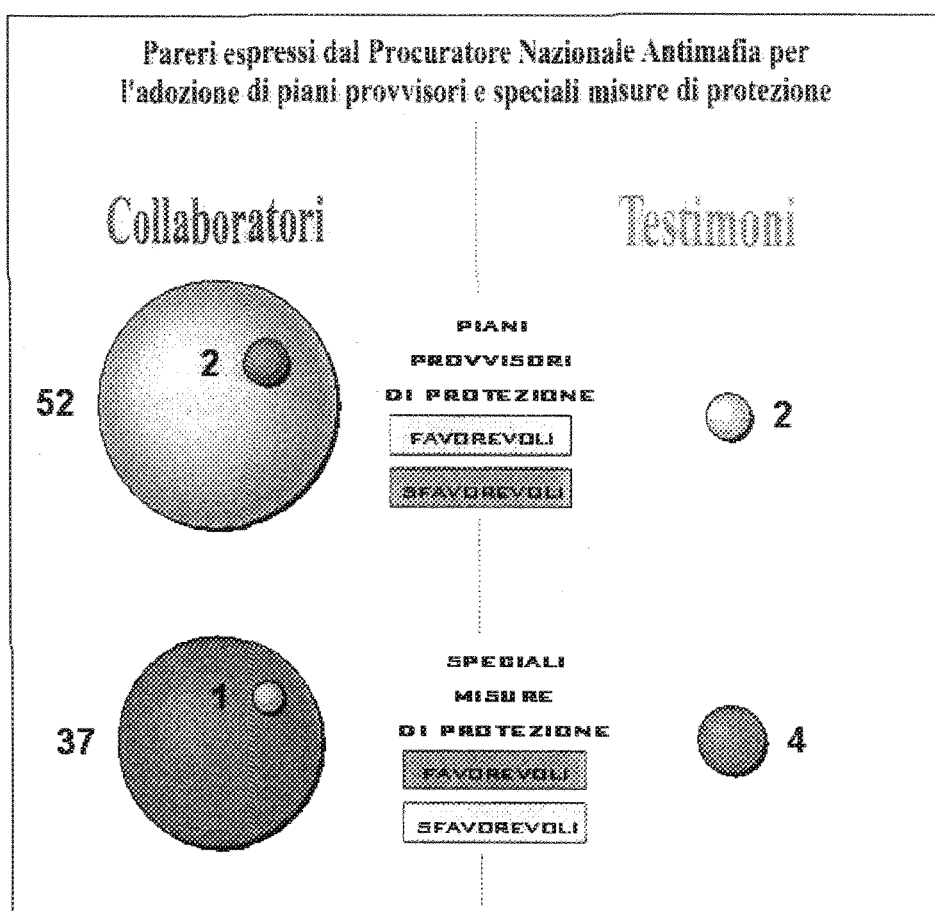 Pareri espressi dal Procuratore Nazionale Antimafia per
l'adozione di piani provvisori e speciali misure di protezione
Collaboratori
Testimoni
PIANI
PROVVISORI
DI PROTEZIONE
FAVOREVOLI
SFAVOREVOLI
52
2
2
SPECIALI
MISURE
DI PROTEZIONE
FAVOREVOLI
SFAVOREVOLI
37
1
4